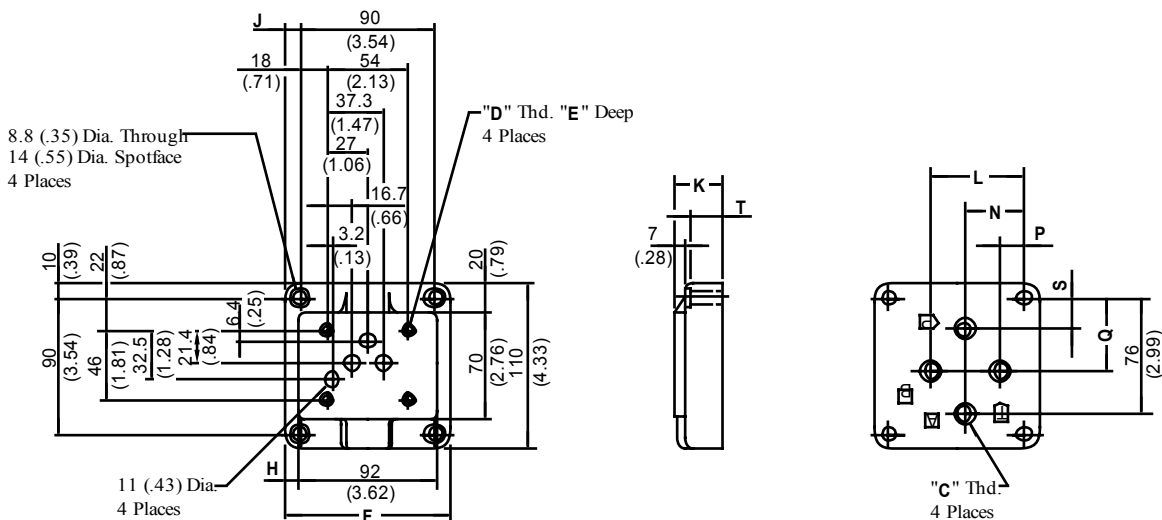 J
90
(3.54)
18
(.71)
54
(2.13)
37.3
(1.47)
27
(1.06)
16.7
(.66)
3.2
(.13)
8.8 (.35) Dia. Through
14 (.55) Dia. Spotface
4 Places
"D" Thd. "E" Deep
4 Places
10
(.39)
22
(.87)
6.4
(.25)
20
(.79)
90
(3.54)
46
(1.81)
32.5
(1.28)
21.4
(.84)
70
(2.76)
110
(4.33)
H
92
(3.62)
F
11 (.43) Dia.
4 Places
K
T
7
(.28)
L
N
P
S
Q
76
(2.99)
P
A
"C" Thd.
4 Places